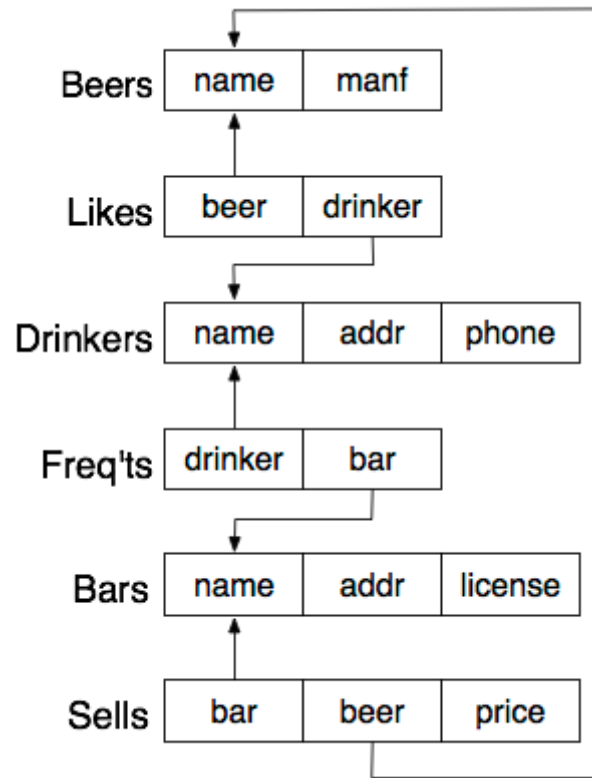 Beers name manf
Likes beer drinker
Drinkers name addr phone
Freq'ts drinker bar
Bars name addr license
Sells bar beer price